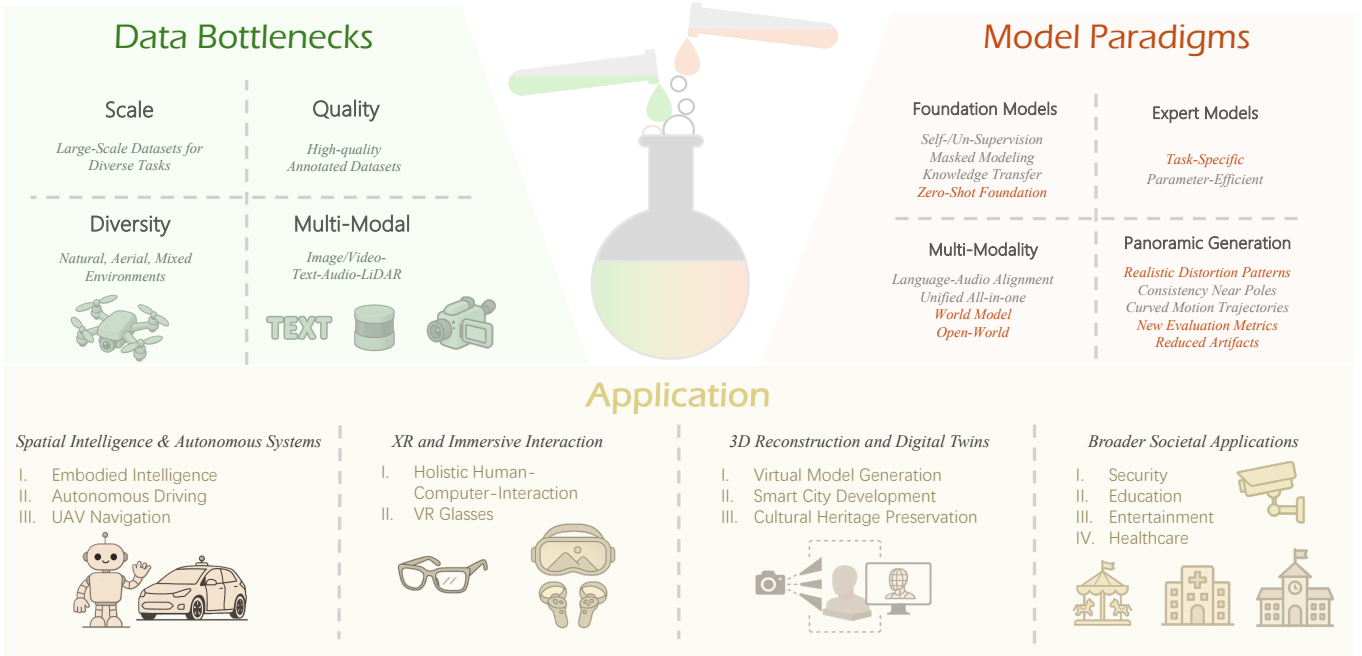 Data Bottlenecks
Scale
Large-Scale Datasets for
Diverse Tasks
Quality
High-quality
Annotated Datasets
Diversity
Natural, Aerial, Mixed
Environments
Multi-Modal
Image/Video-
Text-Audio-LiDAR
TEXT
Model Paradigms
Foundation Models
Self-/Un-Supervision
Masked Modeling
Knowledge Transfer
Zero-Shot Foundation
Expert Models
Task-Specific
Parameter-Efficient
Multi-Modality
Language-Audio Alignment
Unified All-in-one
World Model
Open-World
Panoramic Generation
Realistic Distortion Patterns
Consistency Near Poles
Curved Motion Trajectories
New Evaluation Metrics
Reduced Artifacts
Application
Spatial Intelligence & Autonomous Systems
I. Embodied Intelligence
II. Autonomous Driving
III. UAV Navigation
XR and Immersive Interaction
I. Holistic Human-
Computer-Interaction
II. VR Glasses
3D Reconstruction and Digital Twins
I. Virtual Model Generation
II. Smart City Development
III. Cultural Heritage Preservation
Broader Societal Applications
I. Security
II. Education
III. Entertainment
IV. Healthcare